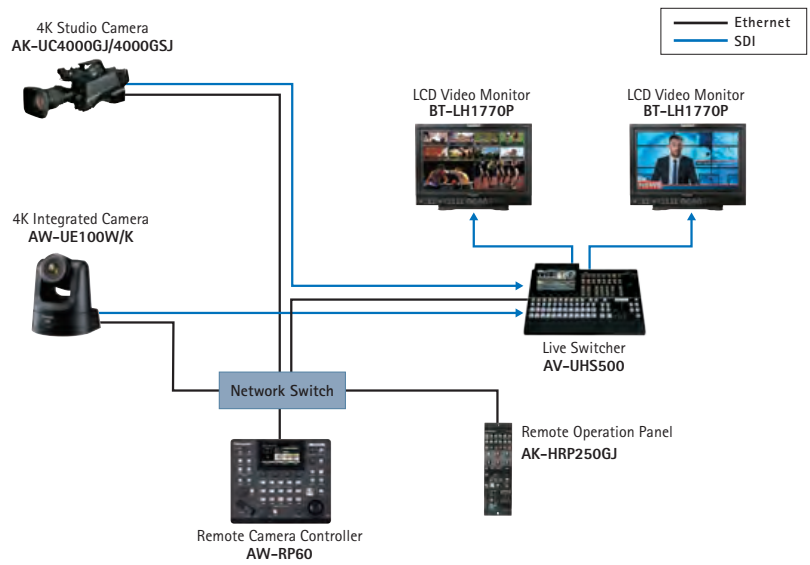 4K Studio Camera
AK-UC4000GJ/4000GSJ
Ethernet
SDI
LCD Video Monitor
BT-LH1770P
LCD Video Monitor
BT-LH1770P
4K Integrated Camera
AW-UE100W/K
Live Switcher
AV-UHS500
Network Switch
Remote Operation Panel
AK-HRP250GJ
Remote Camera Controller
AW-RP60